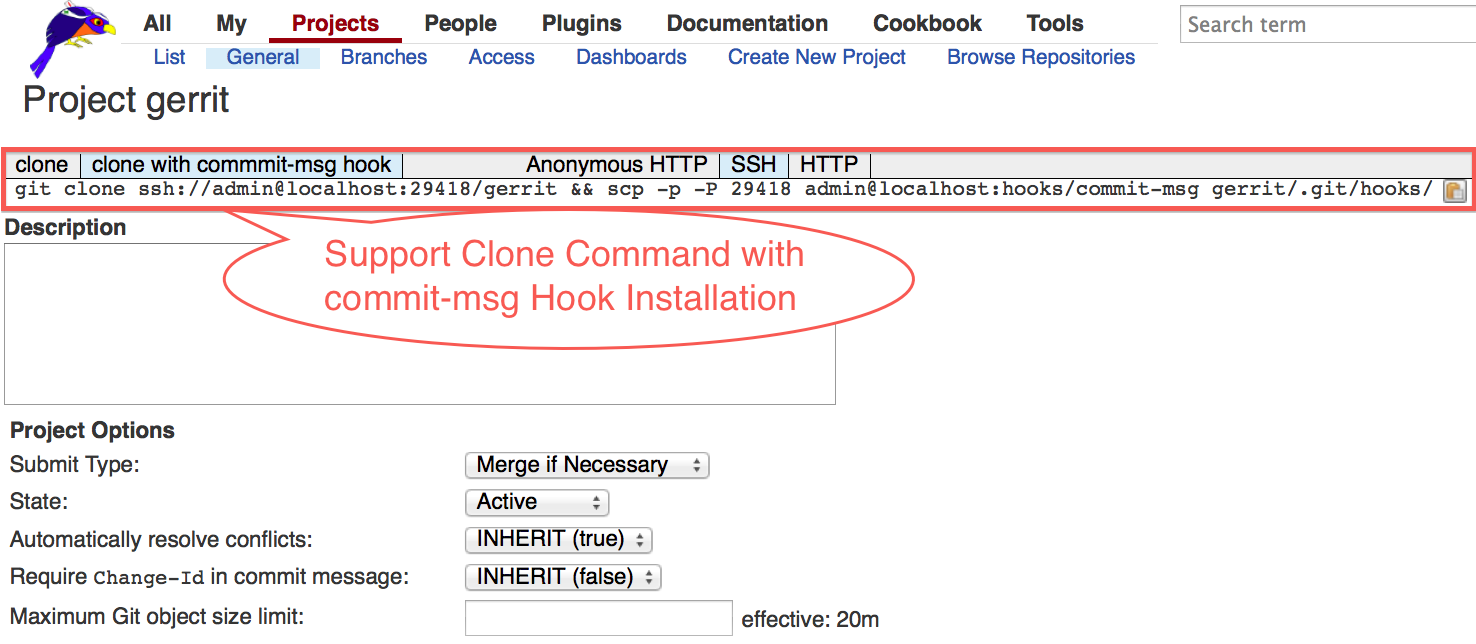 All My Projects People Plugins Documentation Cookbook Tools Search term
List General Branches Access Dashboards Create New Project Browse Repositories
Project gerrit
clone clone with commmit-msg hook Anonymous HTTP SSH HTTP
git clone ssh://admin@localhost:29418/gerrit && scp -p -P 29418 admin@localhost:hooks/commit-msg gerrit/.git/hooks/
Description
Support Clone Command with
commit-msg Hook Installation
Project Options
Submit Type: Merge if Necessary
State: Active
Automatically resolve conflicts: INHERIT (true)
Require Change-Id in commit message: INHERIT (false)
Maximum Git object size limit: effective: 20m